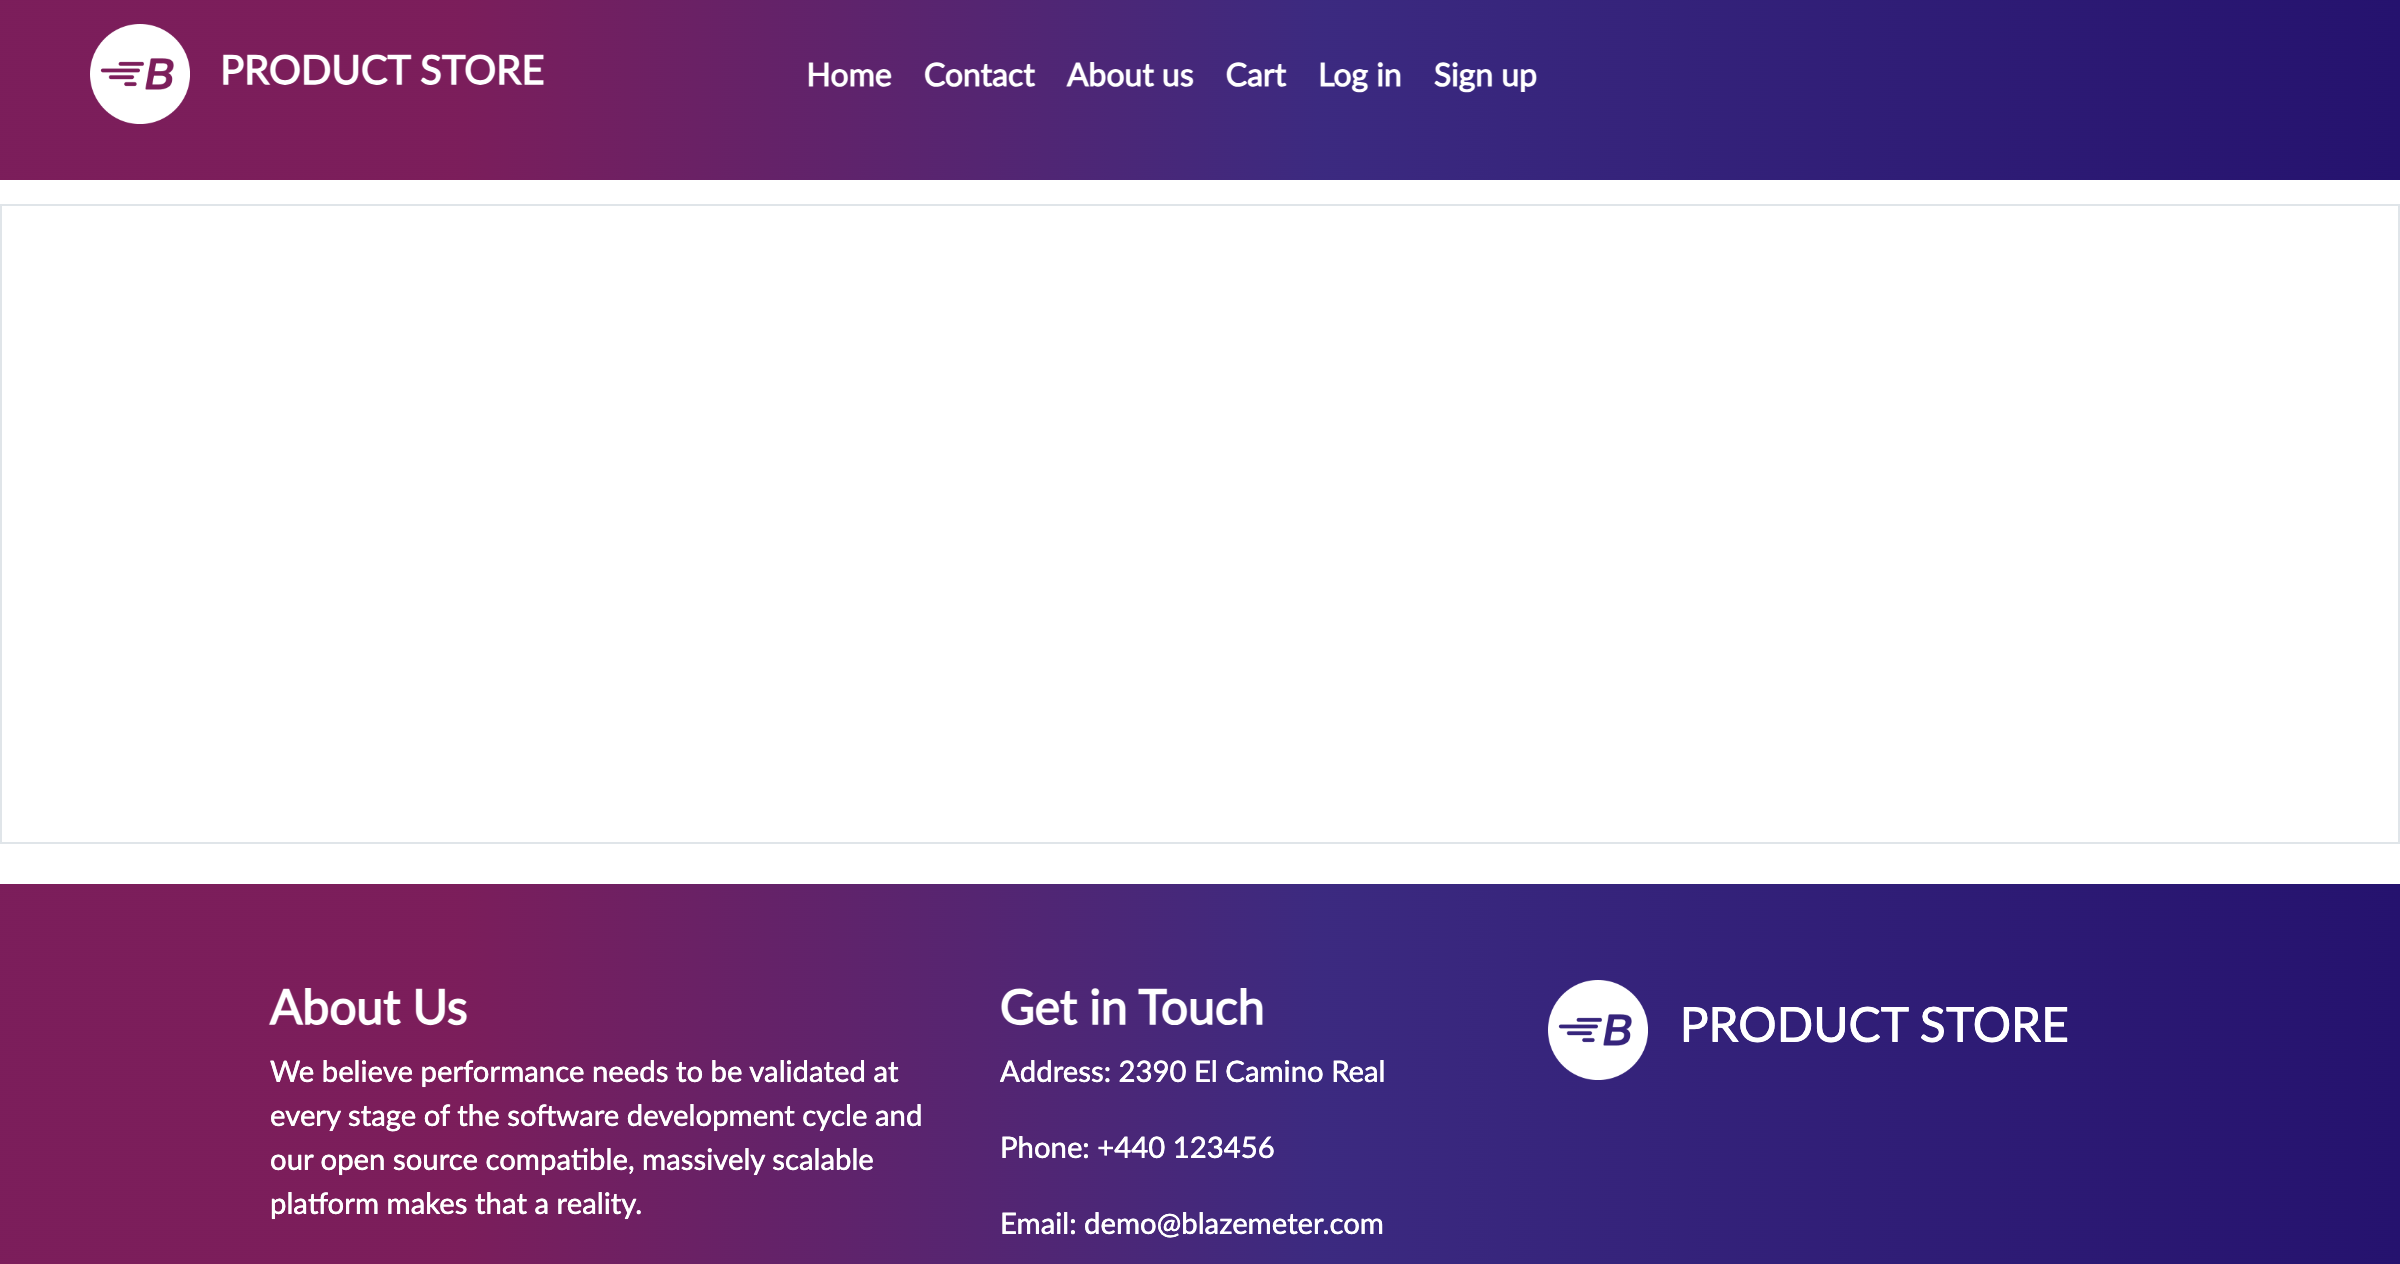 B PRODUCT STORE
Home Contact About us Cart Log in Sign up
About Us
We believe performance needs to be validated at
every stage of the software development cycle and
our open source compatible, massively scalable
platform makes that a reality.
Get in Touch
Address: 2390 El Camino Real
Phone: +440 123456
Email: demo@blazemeter.com
B PRODUCT STORE